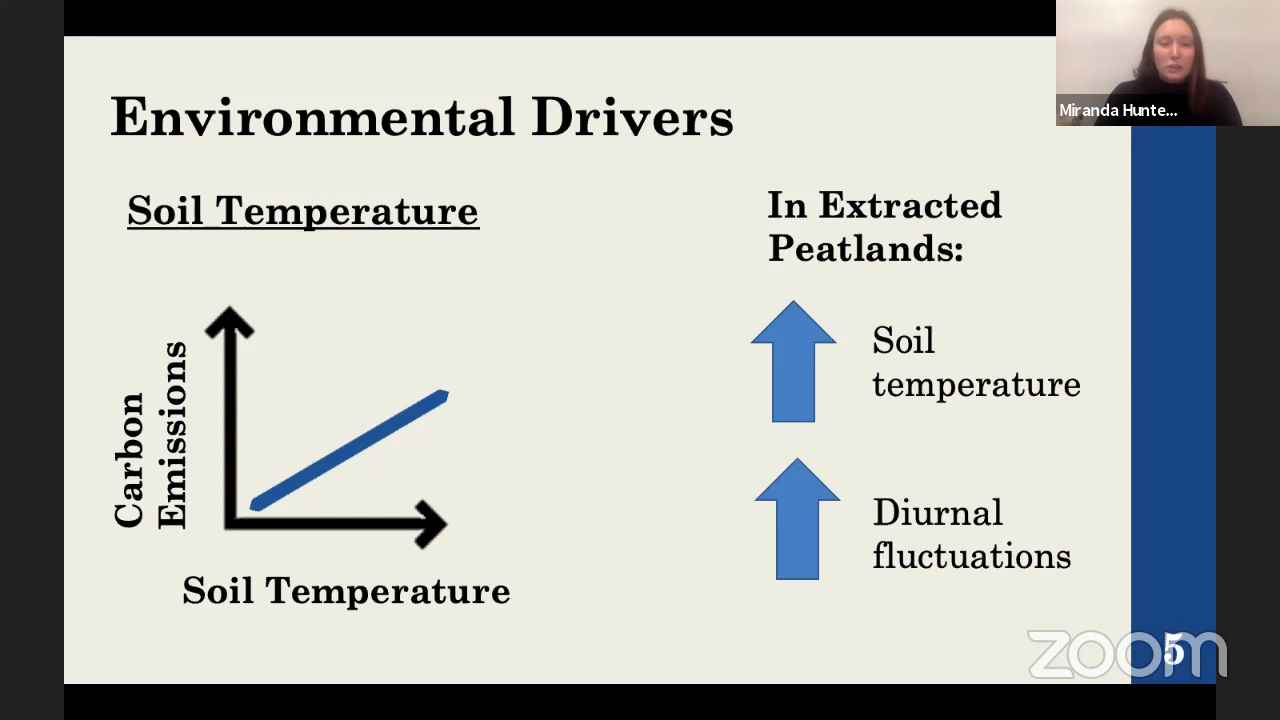 Environmental Drivers
Miranda Hunte...
Soil Temperature
In Extracted
Peatlands:
Carbon
Emissions
Soil Temperature
Soil
temperature
Diurnal
fluctuations
zoom
5